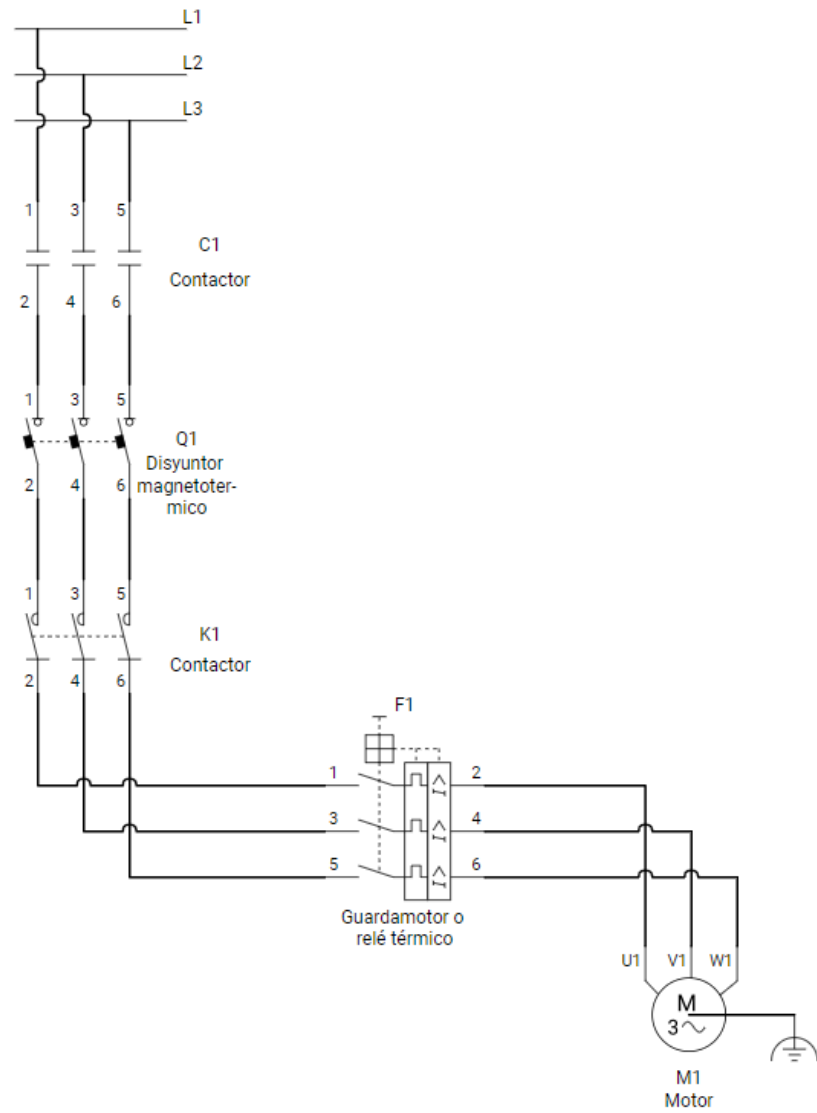 L1
L2
L3
1 3 5
C1
Contactor
2 4 6
1 3 5
Q1
Disyuntor
magnetoter-
mico
2 4 6
1 3 5
K1
Contactor
2 4 6
F1
1 2
3 4
5 6
Guardamotor o
relé térmico
U1 V1 W1
M
3
M1
Motor